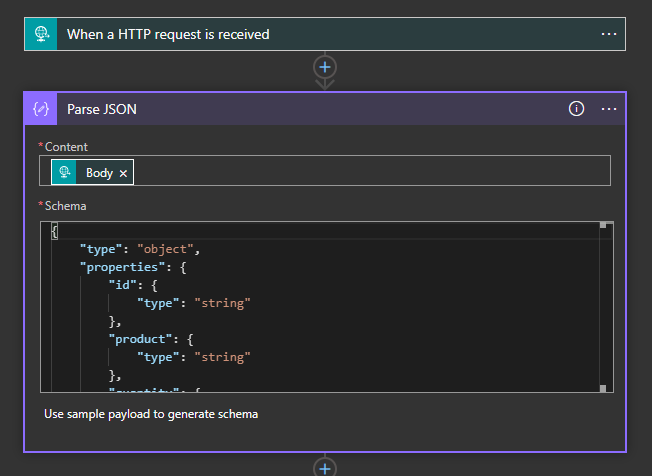 When a HTTP request is received
Parse JSON
*Content
Body ×
*Schema
{
"type": "object",
"properties": {
"id": {
"type": "string"
},
"product": {
"type": "string"
},
"quantity": {
Use sample payload to generate schema